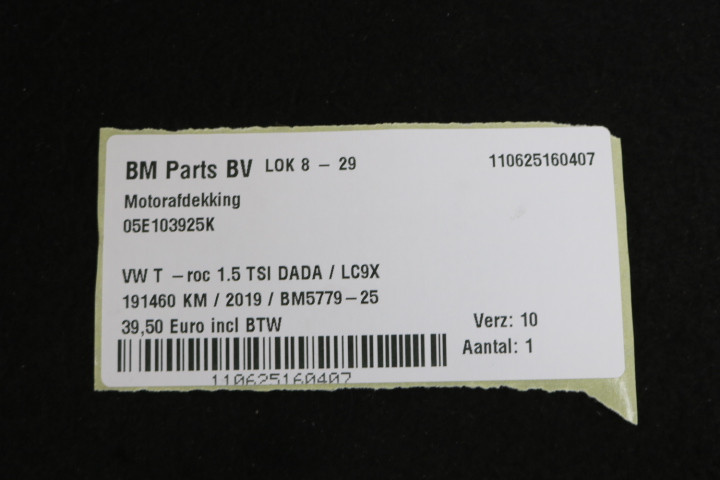 BM Parts BV LOK 8 – 29 110625160407
Motorafdekking
05E103925K
VW T –roc 1.5 TSI DADA / LC9X
191460 KM / 2019 / BM5779–25
39,50 Euro incl BTW Verz: 10
Aantal: 1
110625160407